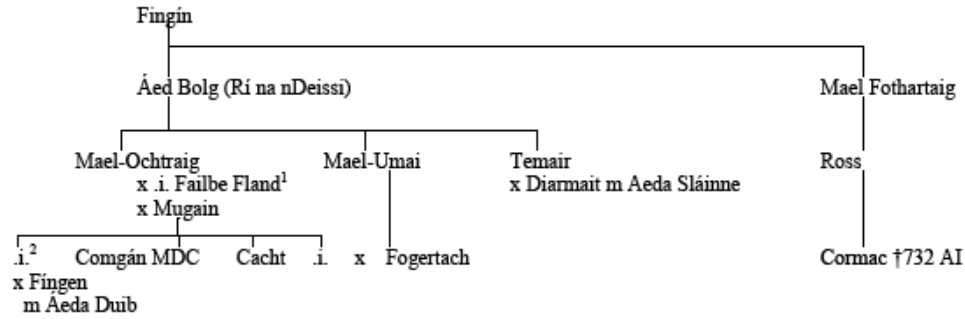 Fingín
Áed Bolg (Rí na nDeissi) Mael Fothartaig
Mael-Ochtraig Mael-Umai Temair Ross
x .i. Failbe Fland¹ x Diarmait m Aeda Sláinne
x Mugain
.i.² Comgán MDC Cacht .i. x Fogertach Cormac †732 AI
x Fíngen
m Áeda Duib